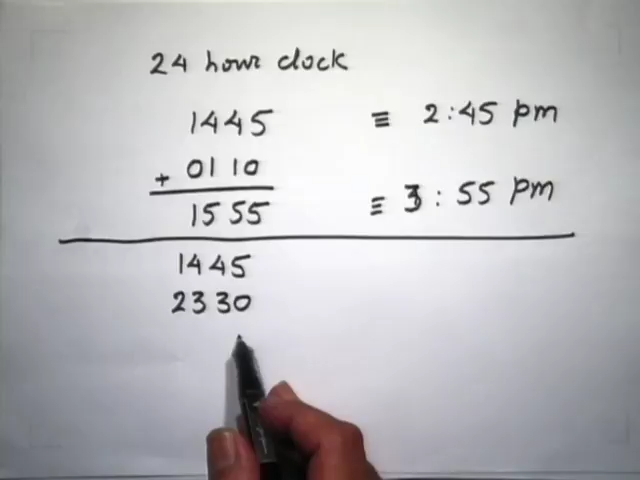 24 hour clock
1445 ≡ 2:45 pm
+ 0110
1555 ≡ 3:55 pm
1445
2330